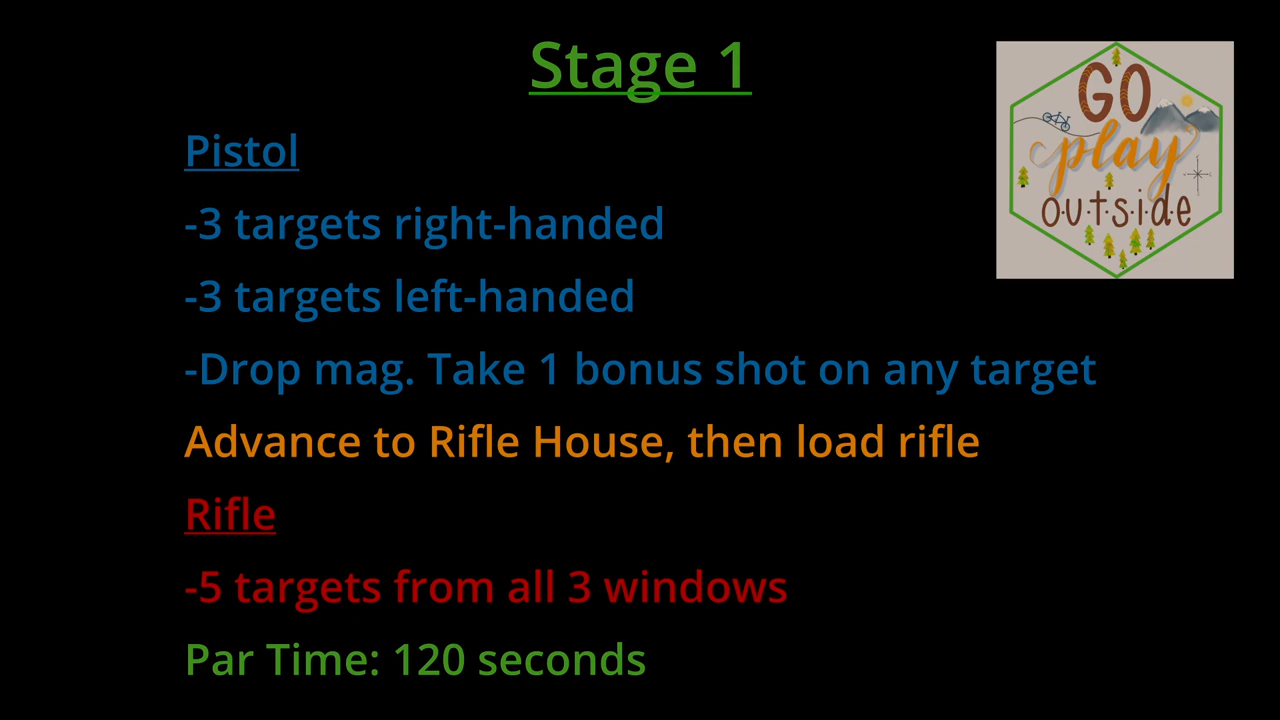 Stage 1
GO
play
outside
Pistol
-3 targets right-handed
-3 targets left-handed
-Drop mag. Take 1 bonus shot on any target
Advance to Rifle House, then load rifle
Rifle
-5 targets from all 3 windows
Par Time: 120 seconds